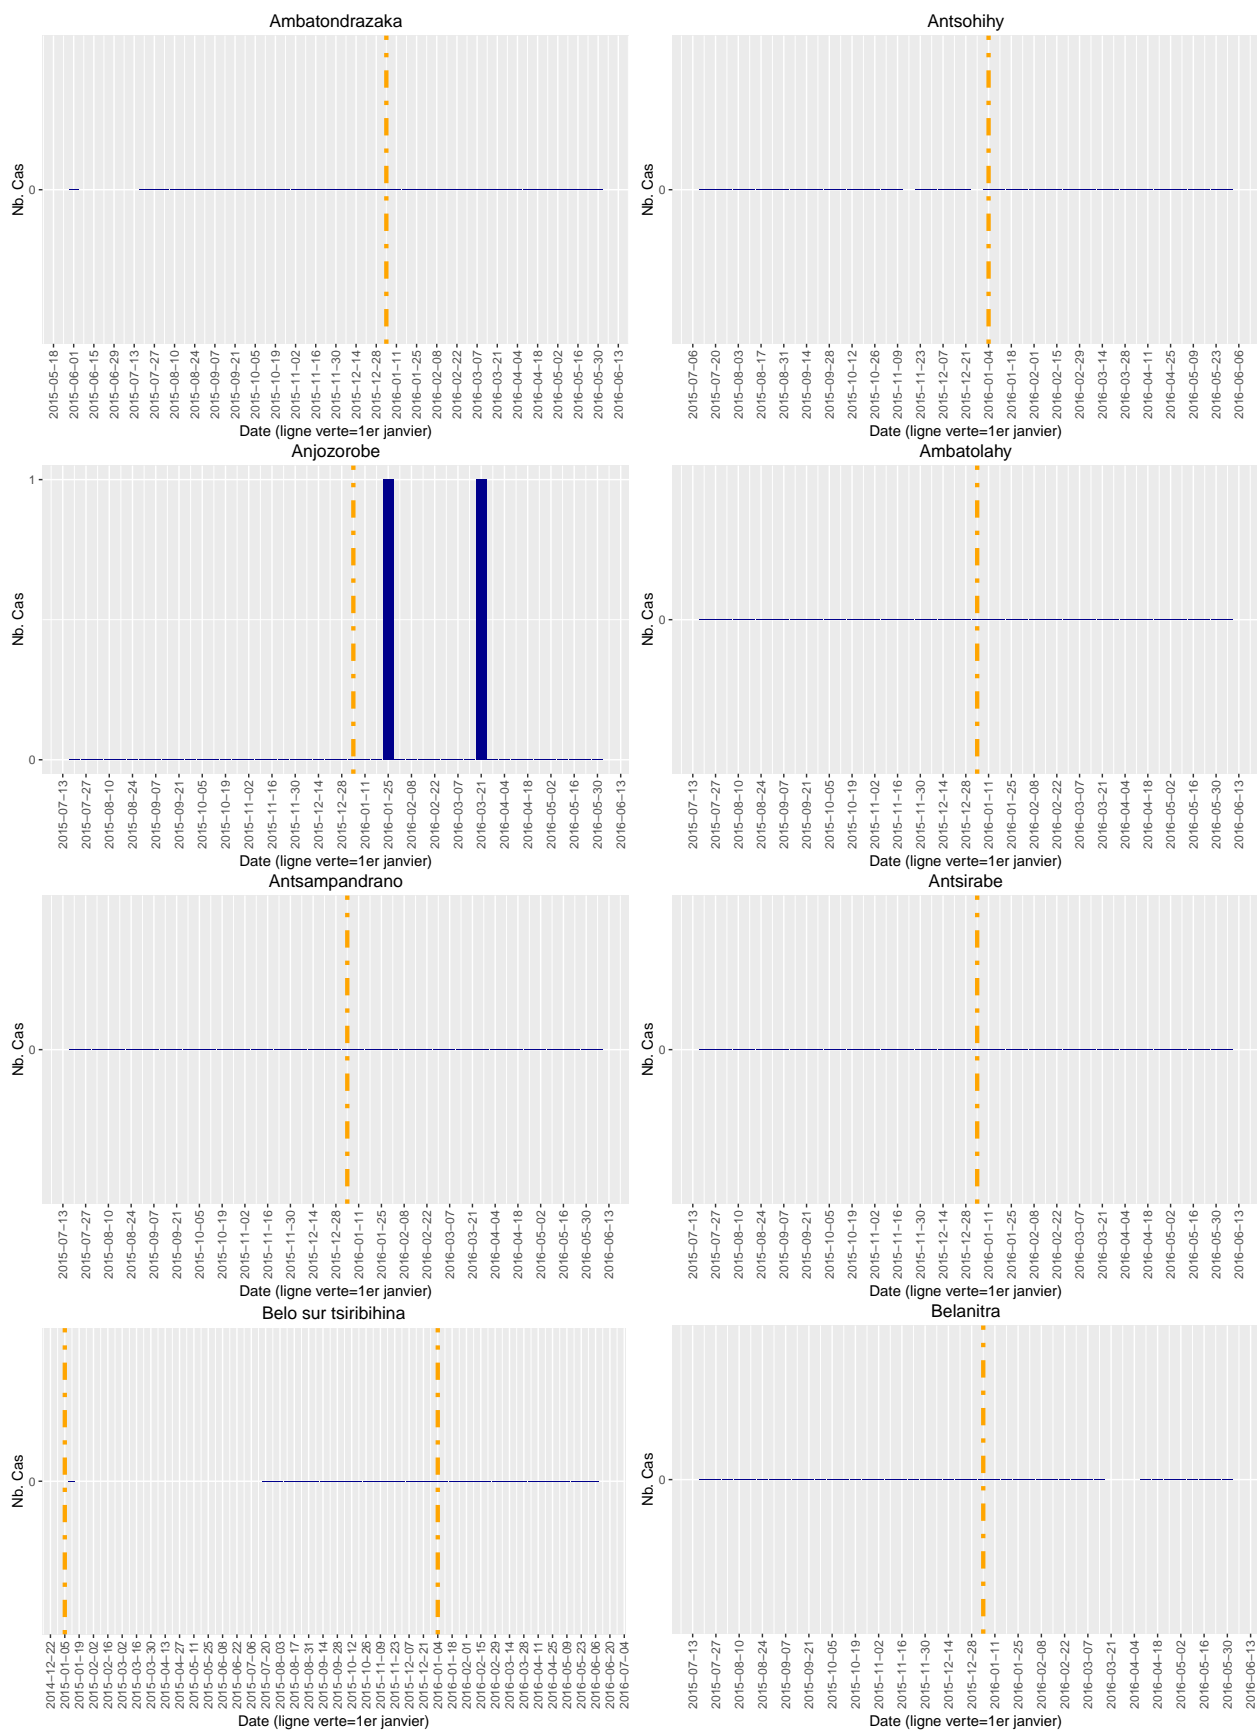 Ambatondrazaka
Nb. Cas
0
2015−05−18 2015−06−01 2015−06−15 2015−06−29 2015−07−13 2015−07−27 2015−08−10 2015−08−24 2015−09−07 2015−09−21 2015−10−05 2015−10−19 2015−11−02 2015−11−16 2015−11−30 2015−12−14 2015−12−28 2016−01−11 2016−01−25 2016−02−08 2016−02−22 2016−03−07 2016−03−21 2016−04−04 2016−04−18 2016−05−02 2016−05−16 2016−05−30 2016−06−13
Date (ligne verte=1er janvier)
Antsohihy
Nb. Cas
0
2015−07−06 2015−07−20 2015−08−03 2015−08−17 2015−08−31 2015−09−14 2015−09−28 2015−10−12 2015−10−26 2015−11−09 2015−11−23 2015−12−07 2015−12−21 2016−01−04 2016−01−18 2016−02−01 2016−02−15 2016−02−29 2016−03−14 2016−03−28 2016−04−11 2016−04−25 2016−05−09 2016−05−23 2016−06−06
Date (ligne verte=1er janvier)
Anjozorobe
Nb. Cas
1
0
2015−07−13 2015−07−27 2015−08−10 2015−08−24 2015−09−07 2015−09−21 2015−10−05 2015−10−19 2015−11−02 2015−11−16 2015−11−30 2015−12−14 2015−12−28 2016−01−11 2016−01−25 2016−02−08 2016−02−22 2016−03−07 2016−03−21 2016−04−04 2016−04−18 2016−05−02 2016−05−16 2016−05−30 2016−06−13
Date (ligne verte=1er janvier)
Ambatolahy
Nb. Cas
0
2015−07−13 2015−07−27 2015−08−10 2015−08−24 2015−09−07 2015−09−21 2015−10−05 2015−10−19 2015−11−02 2015−11−16 2015−11−30 2015−12−14 2015−12−28 2016−01−11 2016−01−25 2016−02−08 2016−02−22 2016−03−07 2016−03−21 2016−04−04 2016−04−18 2016−05−02 2016−05−16 2016−05−30 2016−06−13
Date (ligne verte=1er janvier)
Antsampandrano
Nb. Cas
0
2015−07−13 2015−07−27 2015−08−10 2015−08−24 2015−09−07 2015−09−21 2015−10−05 2015−10−19 2015−11−02 2015−11−16 2015−11−30 2015−12−14 2015−12−28 2016−01−11 2016−01−25 2016−02−08 2016−02−22 2016−03−07 2016−03−21 2016−04−04 2016−04−18 2016−05−02 2016−05−16 2016−05−30 2016−06−13
Date (ligne verte=1er janvier)
Antsirabe
Nb. Cas
0
2015−07−13 2015−07−27 2015−08−10 2015−08−24 2015−09−07 2015−09−21 2015−10−05 2015−10−19 2015−11−02 2015−11−16 2015−11−30 2015−12−14 2015−12−28 2016−01−11 2016−01−25 2016−02−08 2016−02−22 2016−03−07 2016−03−21 2016−04−04 2016−04−18 2016−05−02 2016−05−16 2016−05−30 2016−06−13
Date (ligne verte=1er janvier)
Belo sur tsiribihina
Nb. Cas
0
2014−12−22 2015−01−05 2015−01−19 2015−02−02 2015−02−16 2015−03−02 2015−03−16 2015−03−30 2015−04−13 2015−04−27 2015−05−11 2015−05−25 2015−06−08 2015−06−22 2015−07−06 2015−07−20 2015−08−03 2015−08−17 2015−08−31 2015−09−14 2015−09−28 2015−10−12 2015−10−26 2015−11−09 2015−11−23 2015−12−07 2015−12−21 2016−01−04 2016−01−18 2016−02−01 2016−02−15 2016−02−29 2016−03−14 2016−03−28 2016−04−11 2016−04−25 2016−05−09 2016−05−23 2016−06−06 2016−06−20 2016−07−04
Date (ligne verte=1er janvier)
Belanitra
Nb. Cas
0
2015−07−13 2015−07−27 2015−08−10 2015−08−24 2015−09−07 2015−09−21 2015−10−05 2015−10−19 2015−11−02 2015−11−16 2015−11−30 2015−12−14 2015−12−28 2016−01−11 2016−01−25 2016−02−08 2016−02−22 2016−03−07 2016−03−21 2016−04−04 2016−04−18 2016−05−02 2016−05−16 2016−05−30 2016−06−13
Date (ligne verte=1er janvier)